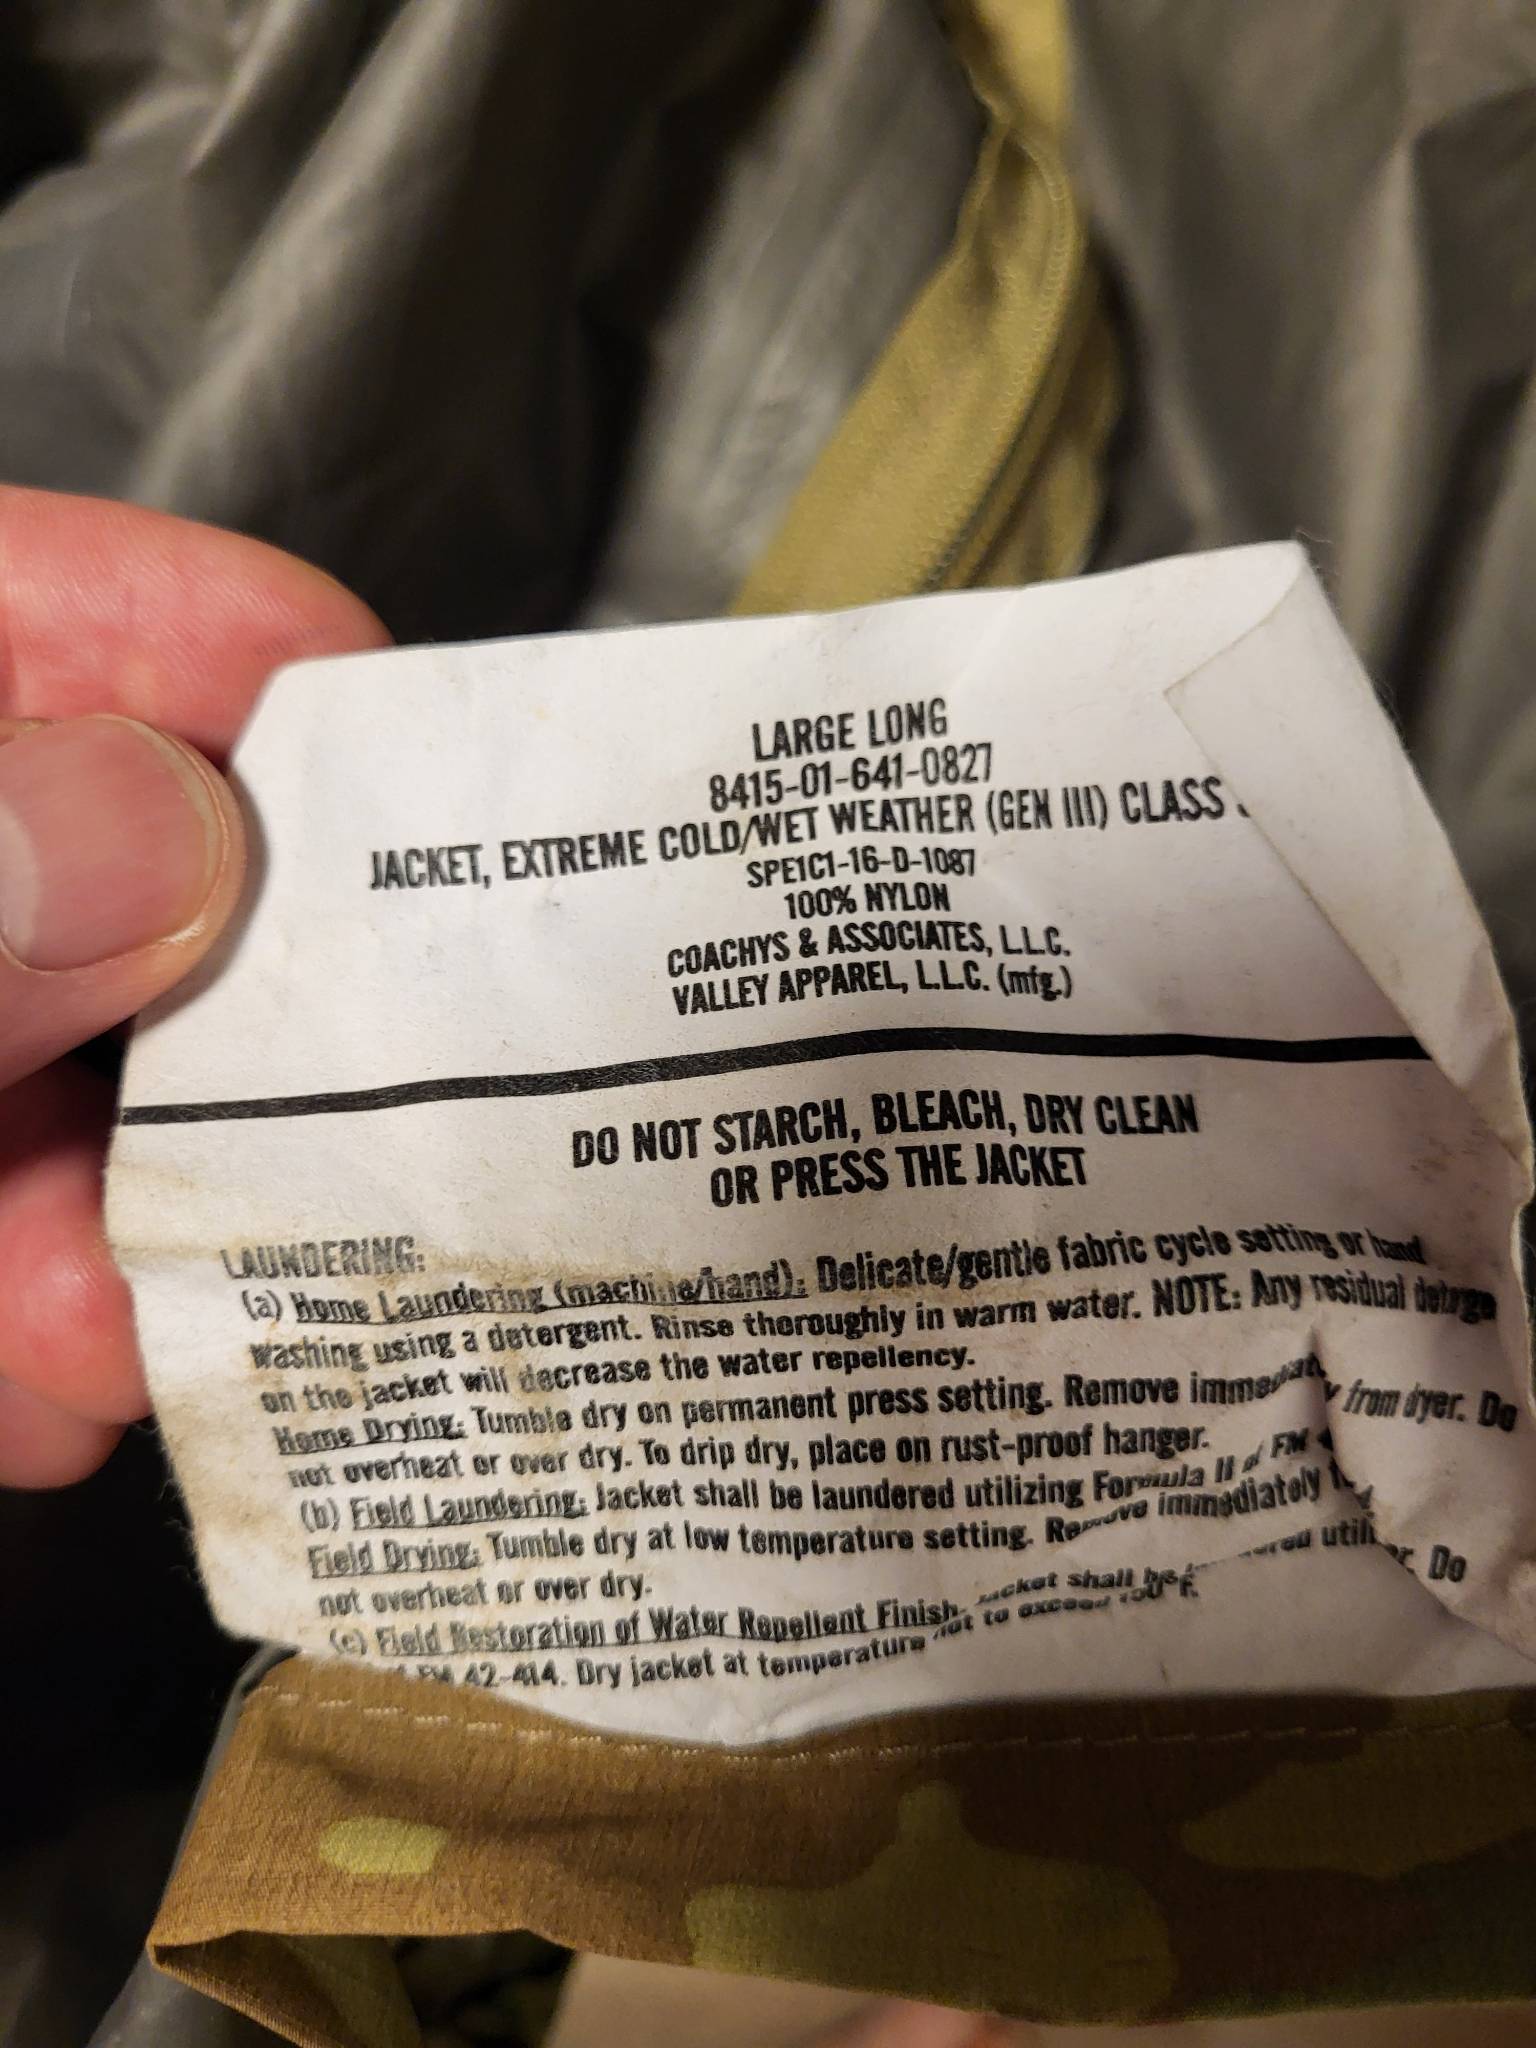 LARGE LONG
8415-01-641-0827
JACKET, EXTREME COLD/WET WEATHER (GEN III) CLASS
SPE1C1-16-D-1087
100% NYLON
COACHYS & ASSOCIATES, L.L.C.
VALLEY APPAREL, L.L.C. (mfg.)
DO NOT STARCH, BLEACH, DRY CLEAN
OR PRESS THE JACKET
LAUNDERING:
(a) Home Laundering (machine/hand): Delicate/gentle fabric cycle setting or hand
washing using a detergent. Rinse thoroughly in warm water. NOTE: Any residual
on the jacket will decrease the water repellency.
Home Drying: Tumble dry on permanent press setting. Remove from dryer. Do
not overheat or over dry. To drip dry, place on rust-proof hanger.
(b) Field Laundering: Jacket shall be laundered utilizing Formula II of FM
Field Drying: Tumble dry at low temperature setting. Remove immediately Do
not overheat or over dry.
(c) Field Restoration of Water Repellent Finish. Jacket shall be
FM 42-414. Dry jacket at temperature not to exceed